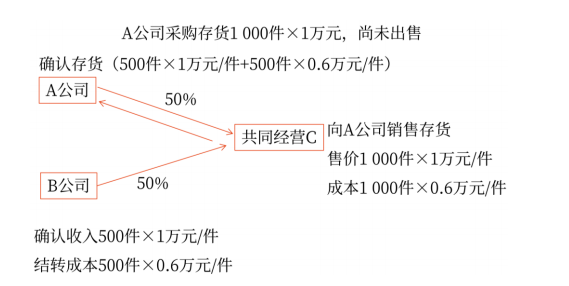 A公司采购存货1 000件×1万元，尚未出售
确认存货（500件×1万元/件+500件×0.6万元/件）
A公司
50%
共同经营C
向A公司销售存货
售价1 000件×1万元/件
成本1 000件×0.6万元/件
B公司
50%
确认收入500件×1万元/件
结转成本500件×0.6万元/件